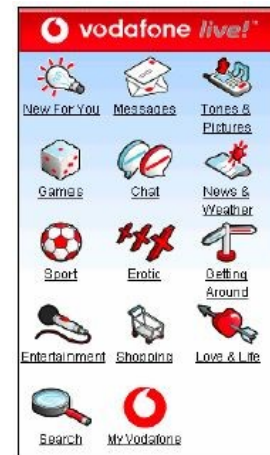 vodafone live!™
New For You Messages Tones &
Pictures
Games Chat News &
Weather
Sport Erotic Getting
Around
Entertainment Shopping Love & Life
Search My Vodafone